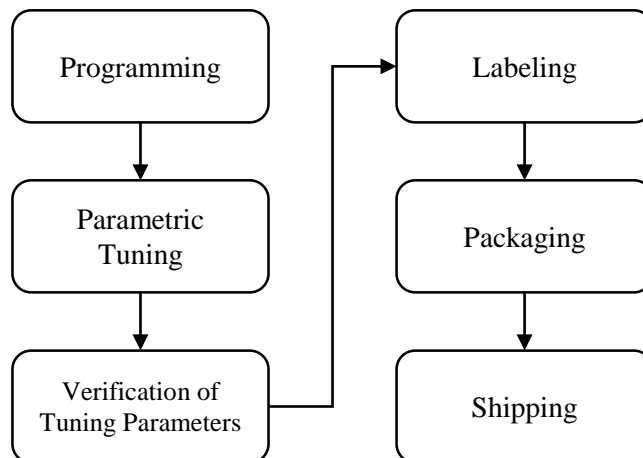 Programming
Parametric
Tuning
Verification of
Tuning Parameters
Labeling
Packaging
Shipping